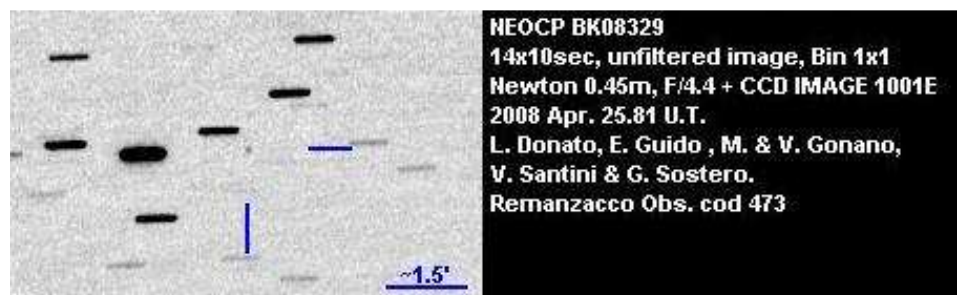 ~1.5'
NEOCP BK08329
14x10sec, unfiltered image, Bin 1x1
Newton 0.45m, F/4.4 + CCD IMAGE 1001E
2008 Apr. 25.81 U.T.
L. Donato, E. Guido , M. & V. Gonano,
V. Santini & G. Sostero.
Remanzacco Obs. cod 473